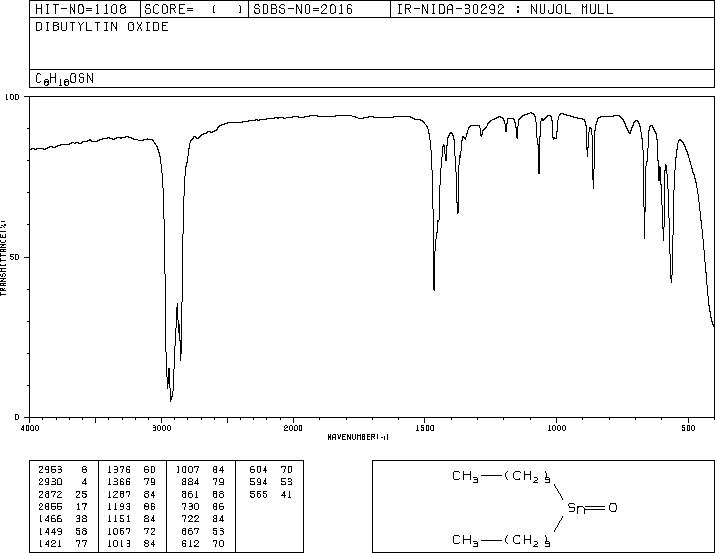 HIT-NO=1108 SCORE= ( ) SDBS-NO=2016 IR-NIDA-30292 : NUJOL MULL
DIBUTYLTIN OXIDE
C8H18OSN
100
50
0
TRANSMITTANCE(%)
4000 3000 2000 1500 1000 500
WAVENUMBER(-1)
2953 6 1376 60 1007 84 604 70
2930 4 1366 79 884 79 594 53
2872 25 1287 84 861 68 565 41
2855 17 1193 86 730 86
1466 38 1151 84 722 84
1449 58 1067 72 667 53
1421 77 1013 84 612 70
CH3—(CH2)3
Sn=O
CH3—(CH2)3